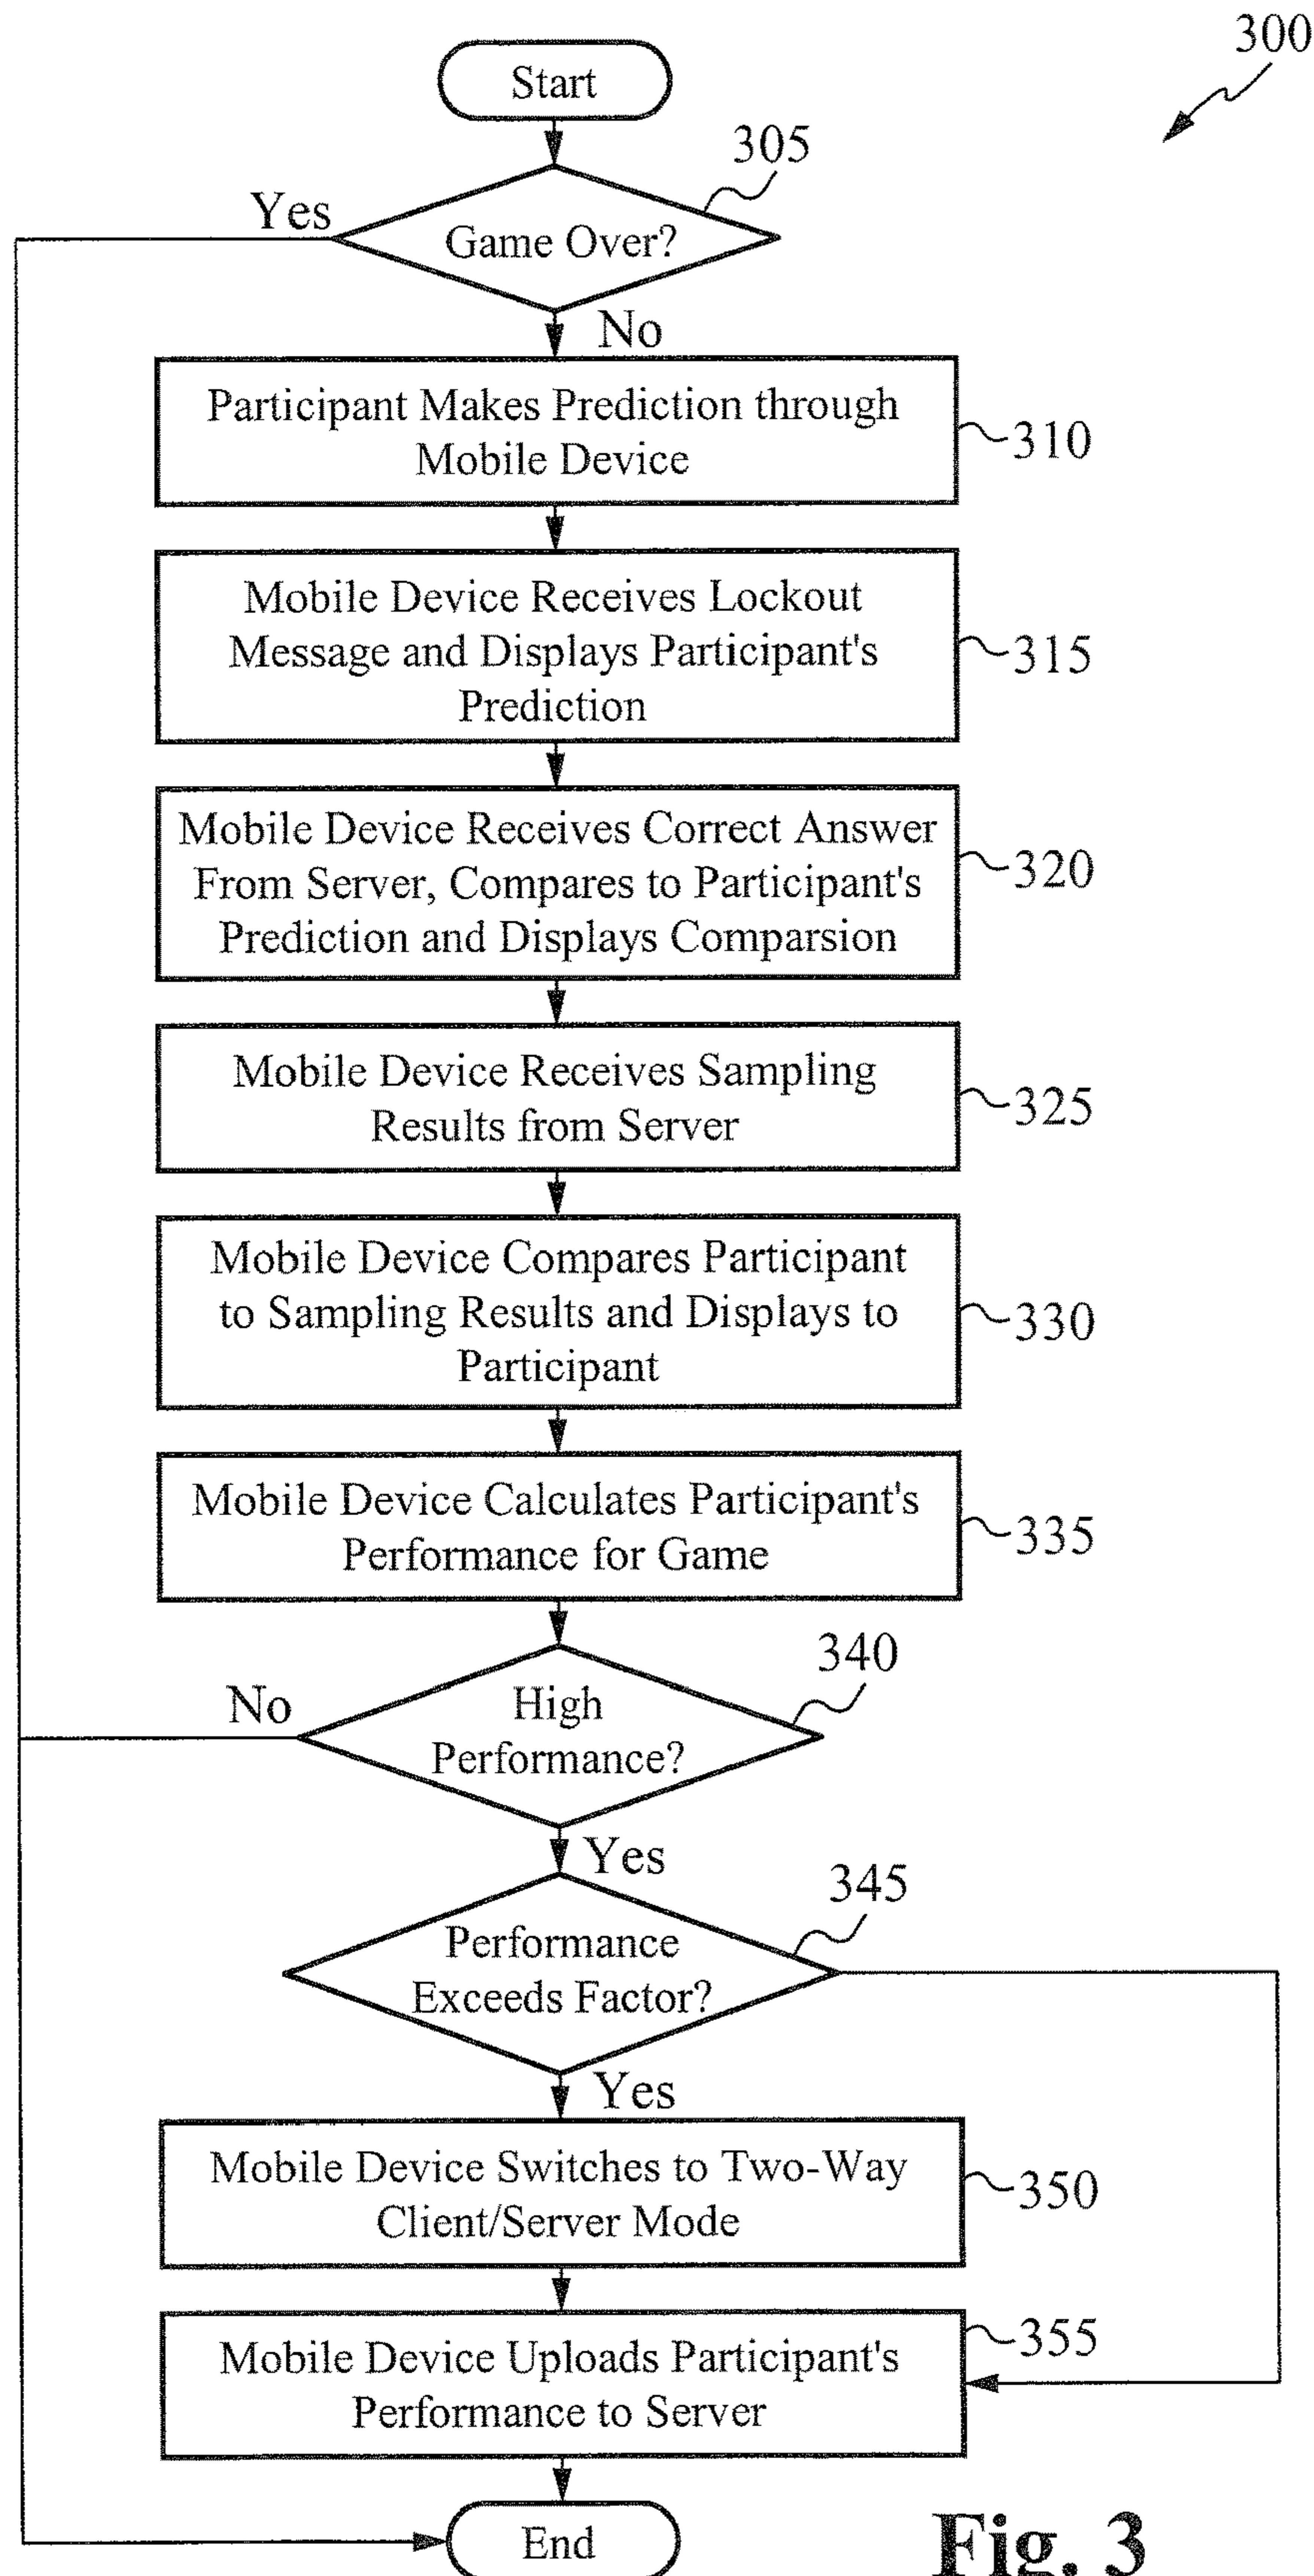 300
Start
305
Yes
Game Over?
No
Participant Makes Prediction through
Mobile Device
310
Mobile Device Receives Lockout
Message and Displays Participant's
Prediction
315
Mobile Device Receives Correct Answer
From Server, Compares to Participant's
Prediction and Displays Comparsion
320
Mobile Device Receives Sampling
Results from Server
325
Mobile Device Compares Participant
to Sampling Results and Displays to
Participant
330
Mobile Device Calculates Participant's
Performance for Game
335
340
No
High
Performance?
Yes
345
Performance
Exceeds Factor?
Yes
Mobile Device Switches to Two-Way
Client/Server Mode
350
Mobile Device Uploads Participant's
Performance to Server
355
End
Fig. 3